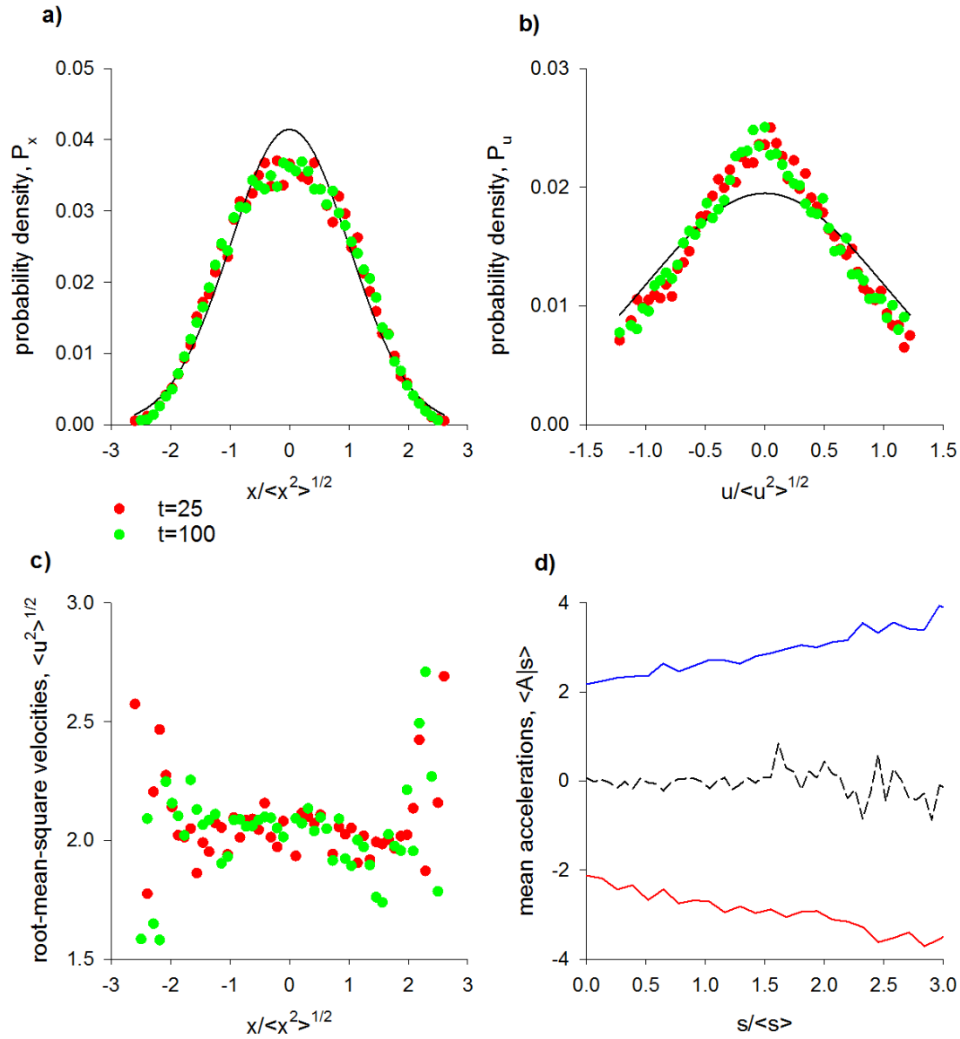 a)
b)
0.05
0.04
0.03
0.02
0.01
0.00
probability density, P_x
-3 -2 -1 0 1 2 3
x/<x²>^1/2
0.03
0.02
0.01
0.00
probability density, P_u
-1.5 -1.0 -0.5 0.0 0.5 1.0 1.5
u/<u²>^1/2
t=25
t=100
c)
d)
3.0
2.5
2.0
1.5
root-mean-square velocities, <u²>^1/2
-3 -2 -1 0 1 2 3
x/<x²>^1/2
4
2
0
-2
-4
mean accelerations, <A|s>
0.0 0.5 1.0 1.5 2.0 2.5 3.0
s/<s>